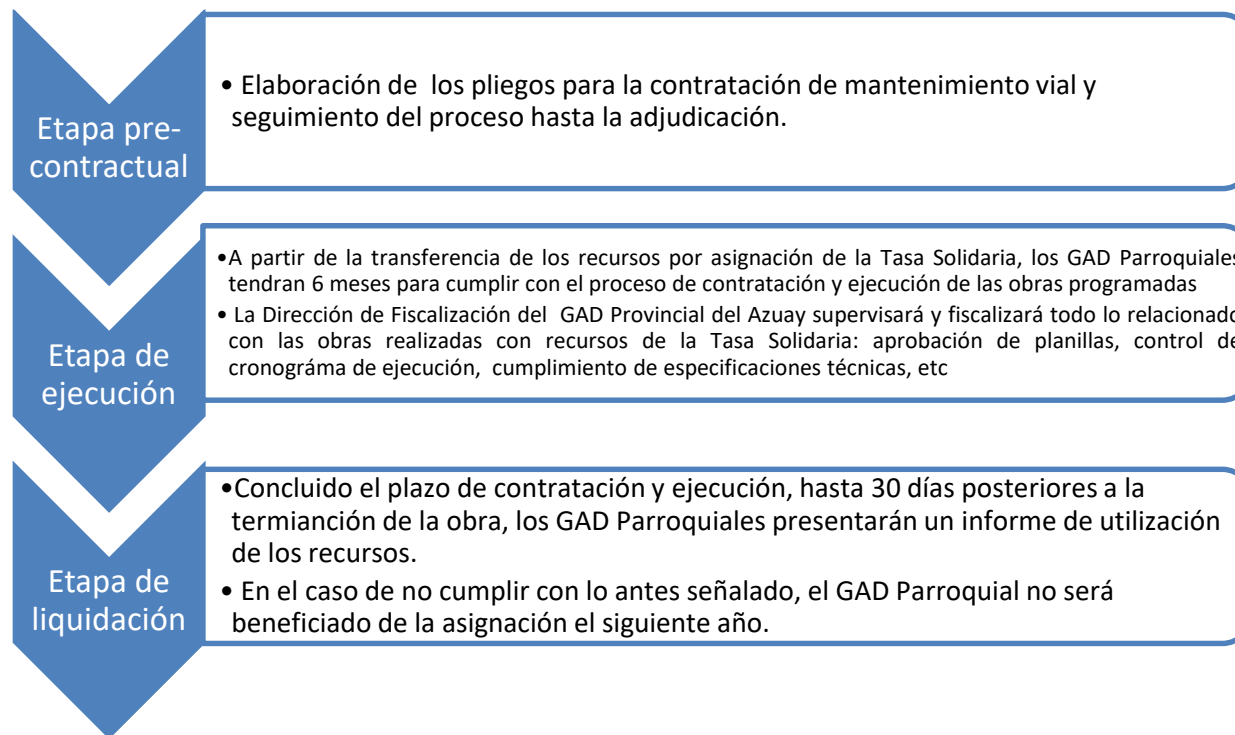 Etapa pre-
contractual
• Elaboración de los pliegos para la contratación de mantenimiento vial y
seguimiento del proceso hasta la adjudicación.
Etapa de
ejecución
•A partir de la transferencia de los recursos por asignación de la Tasa Solidaria, los GAD Parroquiales
tendran 6 meses para cumplir con el proceso de contratación y ejecución de las obras programadas
• La Dirección de Fiscalización del GAD Provincial del Azuay supervisará y fiscalizará todo lo relacionado
con las obras realizadas con recursos de la Tasa Solidaria: aprobación de planillas, control de
cronográma de ejecución, cumplimiento de especificaciones técnicas, etc
Etapa de
liquidación
•Concluido el plazo de contratación y ejecución, hasta 30 días posteriores a la
termianción de la obra, los GAD Parroquiales presentarán un informe de utilización
de los recursos.
• En el caso de no cumplir con lo antes señalado, el GAD Parroquial no será
beneficiado de la asignación el siguiente año.